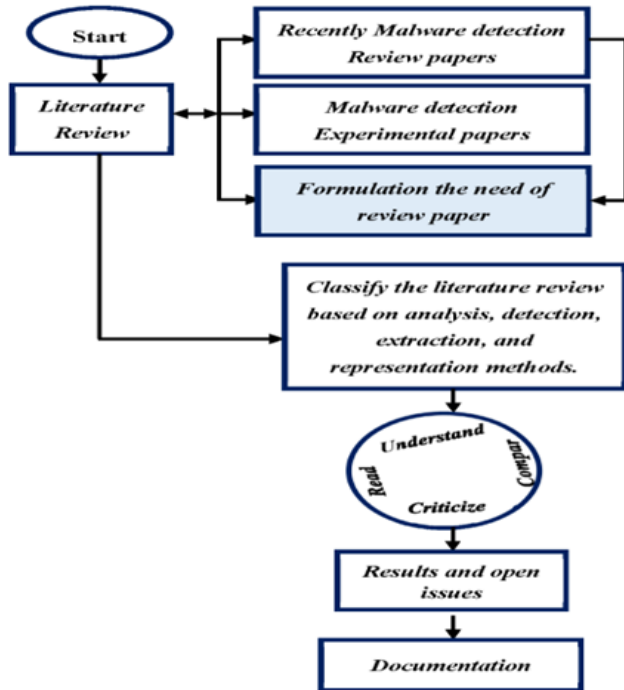 Start
Recently Malware detection
Review papers
Literature
Review
Malware detection
Experimental papers
Formulation the need of
review paper
Classify the literature review
based on analysis, detection,
extraction, and
representation methods.
Understand
Read
Compar
Criticize
Results and open
issues
Documentation